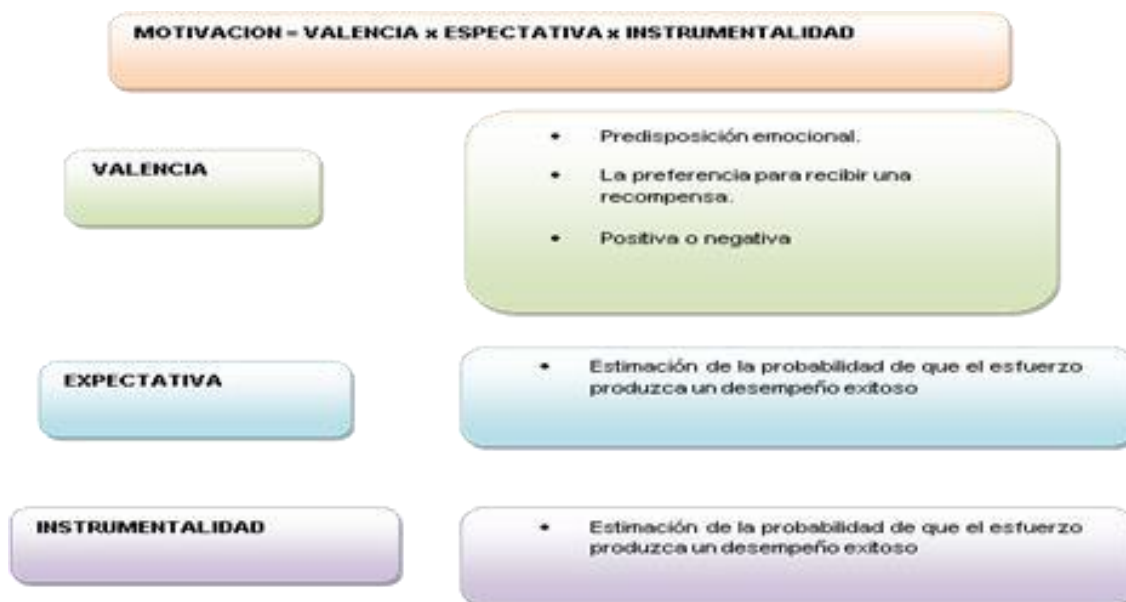 MOTIVACION = VALENCIA x ESPECTATIVA x INSTRUMENTALIDAD
VALENCIA
• Predisposición emocional.
• La preferencia para recibir una
recompensa.
• Positiva o negativa
EXPECTATIVA
• Estimación de la probabilidad de que el esfuerzo
produzca un desempeño exitoso
INSTRUMENTALIDAD
• Estimación de la probabilidad de que el esfuerzo
produzca un desempeño exitoso